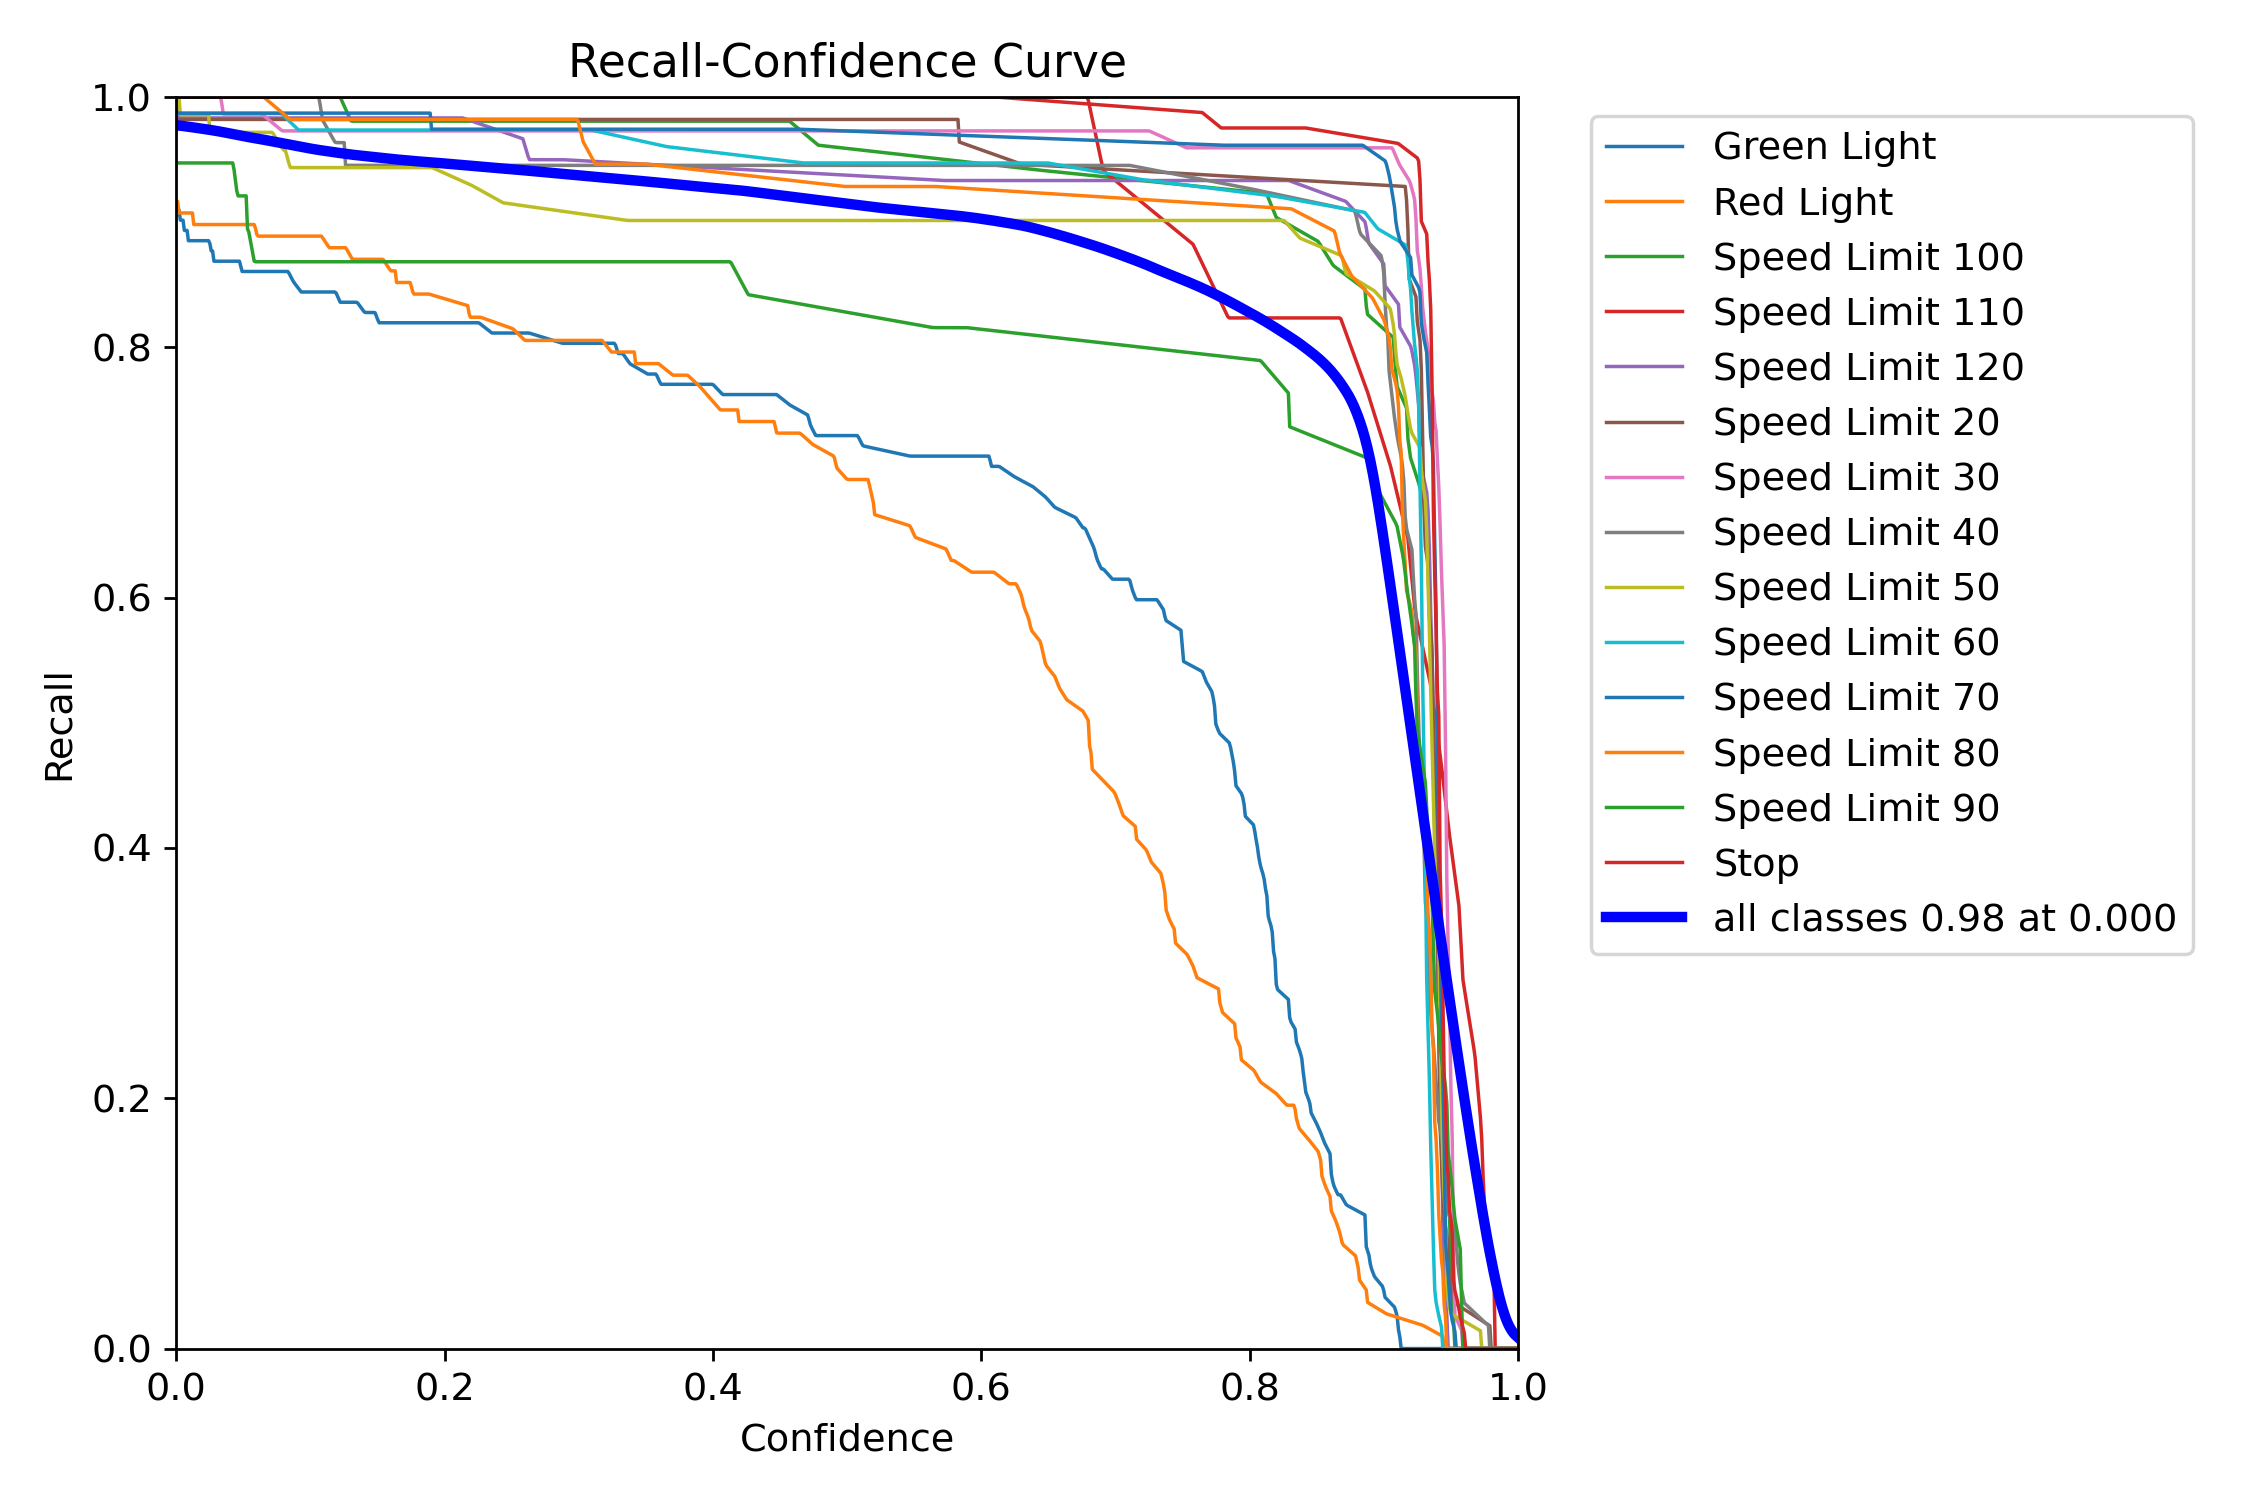 Recall-Confidence Curve
1.0
0.8
0.6
0.4
0.2
0.0
Recall
0.0 0.2 0.4 0.6 0.8 1.0
Confidence
Green Light
Red Light
Speed Limit 100
Speed Limit 110
Speed Limit 120
Speed Limit 20
Speed Limit 30
Speed Limit 40
Speed Limit 50
Speed Limit 60
Speed Limit 70
Speed Limit 80
Speed Limit 90
Stop
all classes 0.98 at 0.000